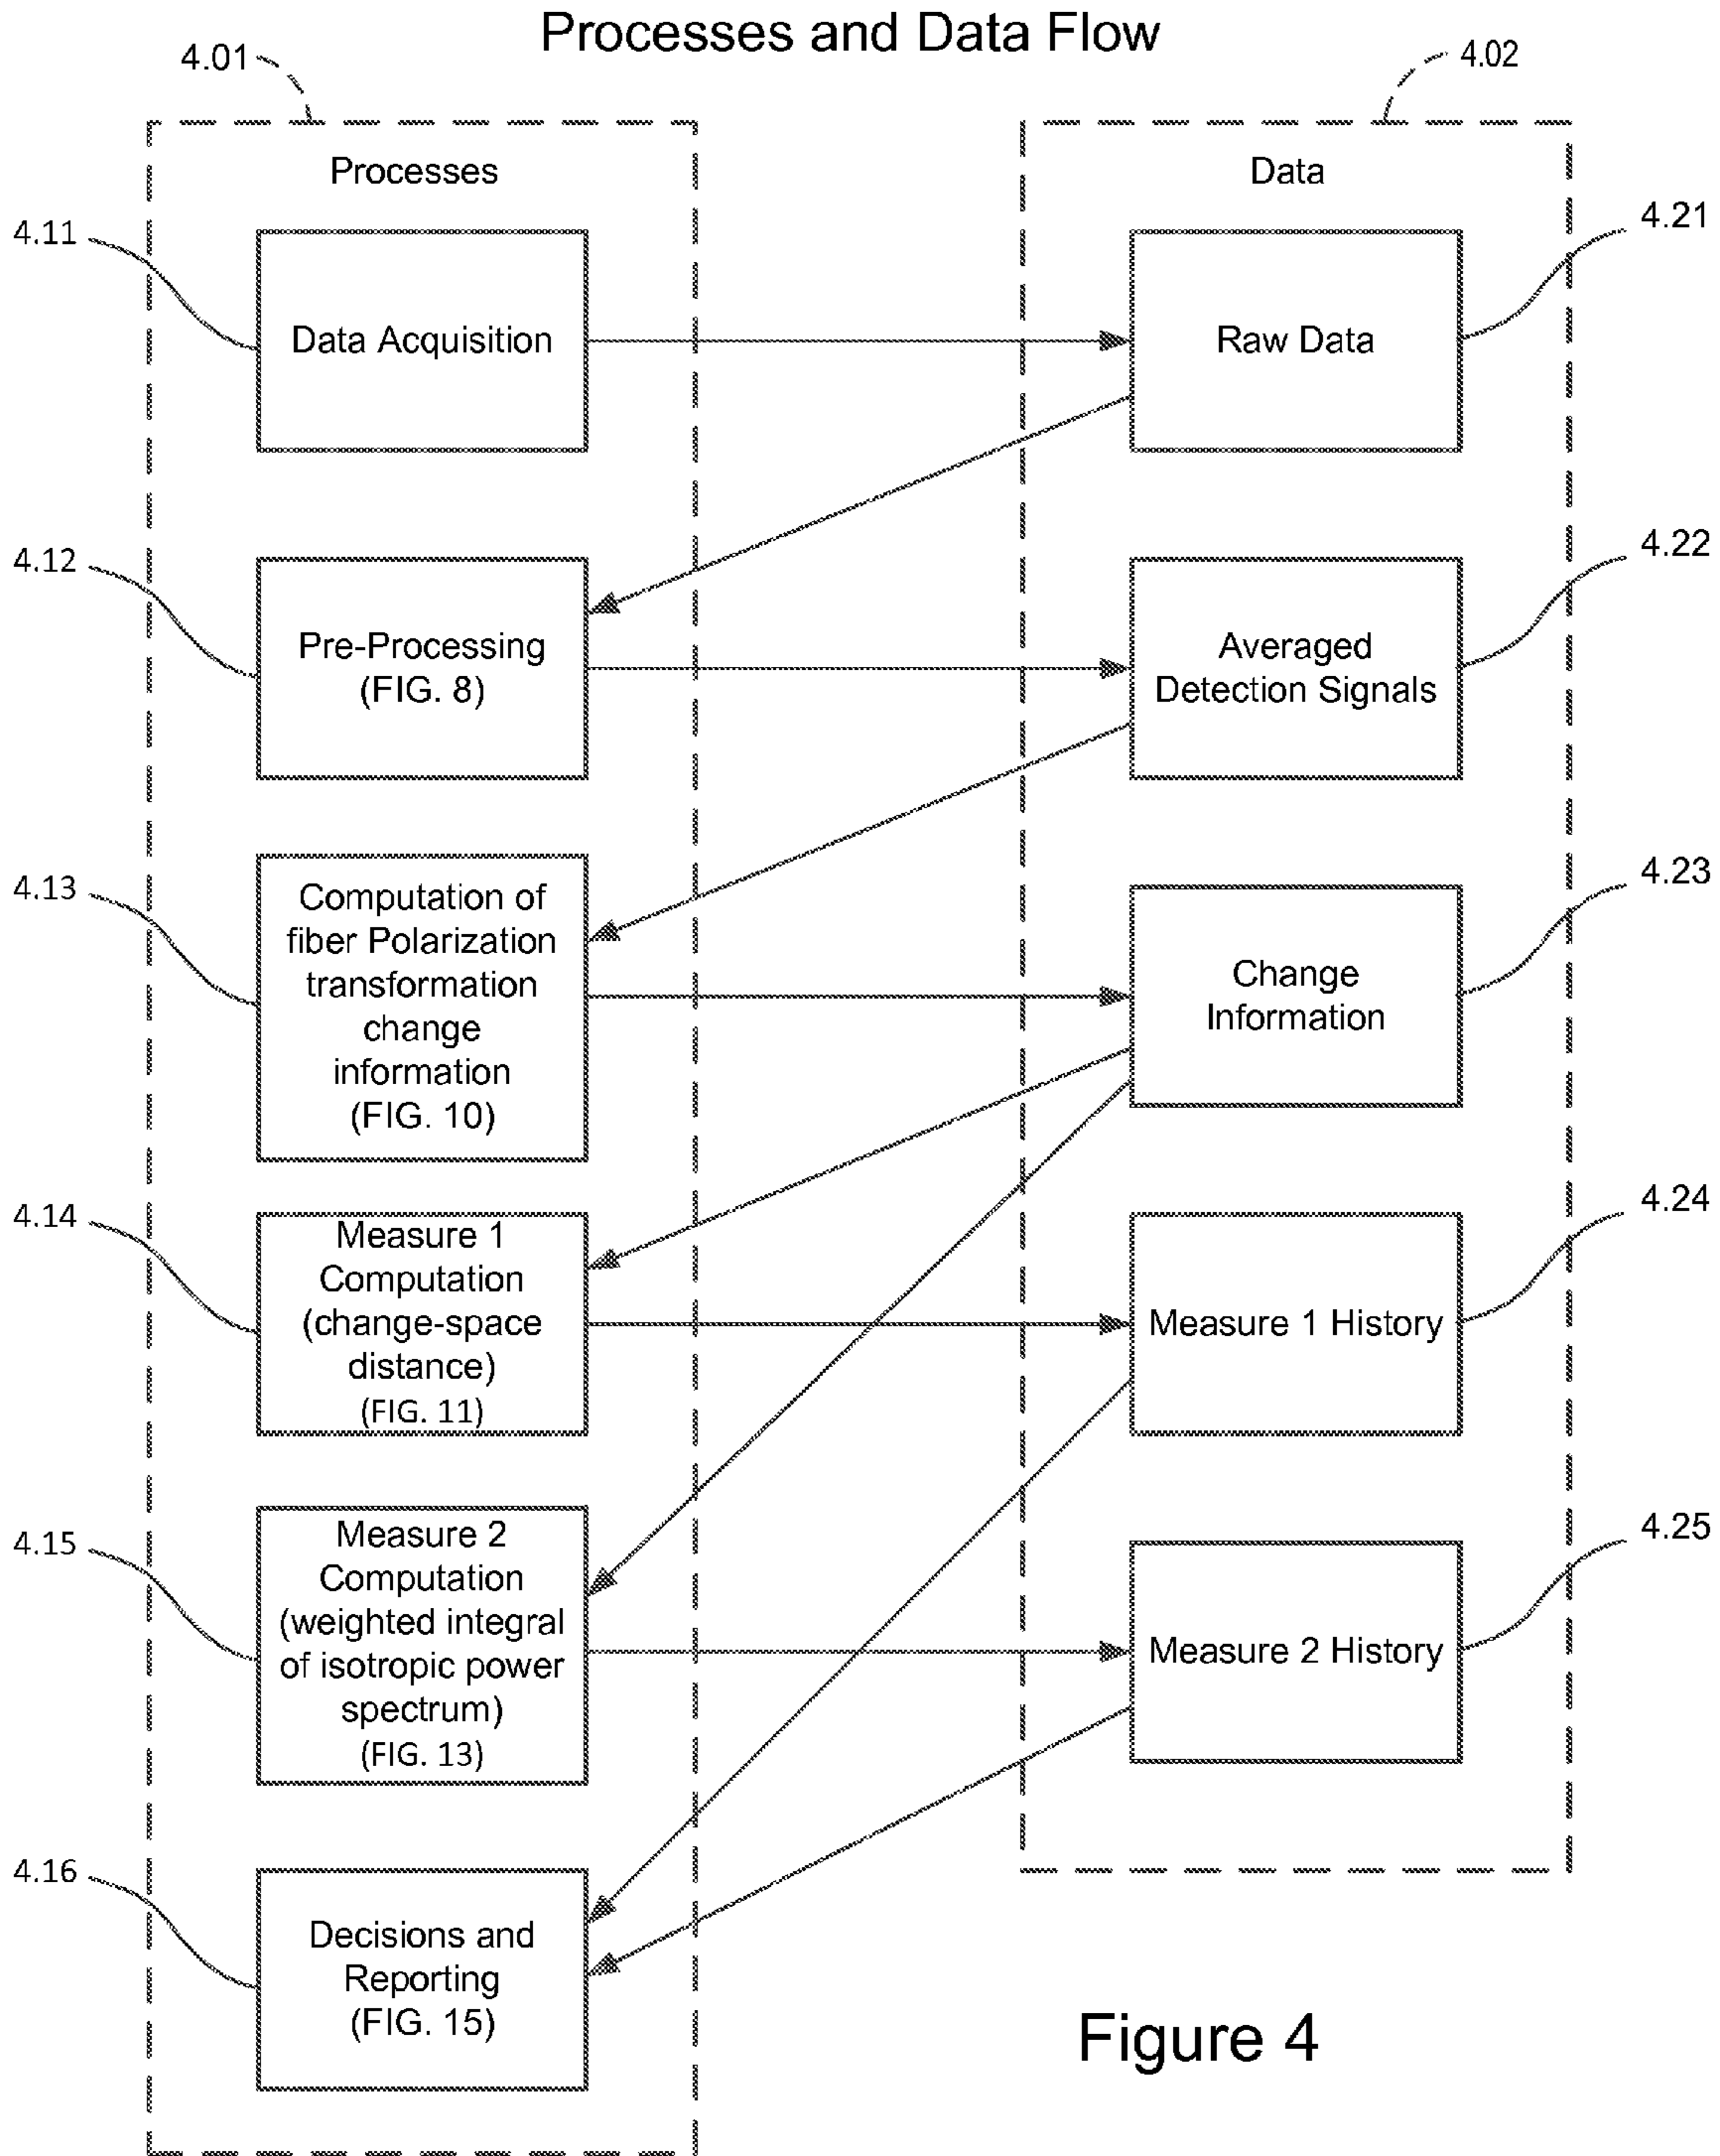 Processes and Data Flow
4.01
4.02
Processes
Data
4.11
Data Acquisition
Raw Data
4.21
4.12
Pre-Processing
(FIG. 8)
Averaged
Detection Signals
4.22
4.13
Computation of
fiber Polarization
transformation
change
information
(FIG. 10)
Change
Information
4.23
4.14
Measure 1
Computation
(change-space
distance)
(FIG. 11)
Measure 1 History
4.24
4.15
Measure 2
Computation
(weighted integral
of isotropic power
spectrum)
(FIG. 13)
Measure 2 History
4.25
4.16
Decisions and
Reporting
(FIG. 15)
Figure 4